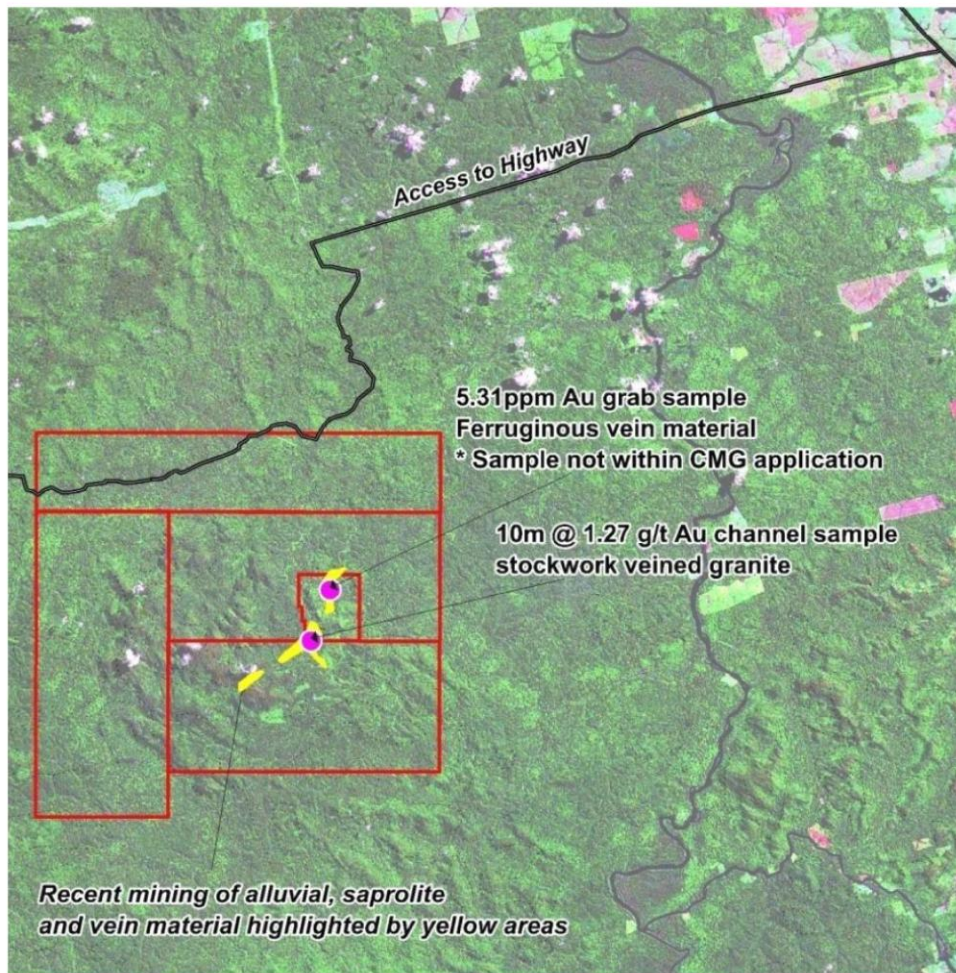 Access to Highway
5.31ppm Au grab sample
Ferruginous vein material
* Sample not within CMG application
10m @ 1.27 g/t Au channel sample
stockwork veined granite
Recent mining of alluvial, saprolite
and vein material highlighted by yellow areas